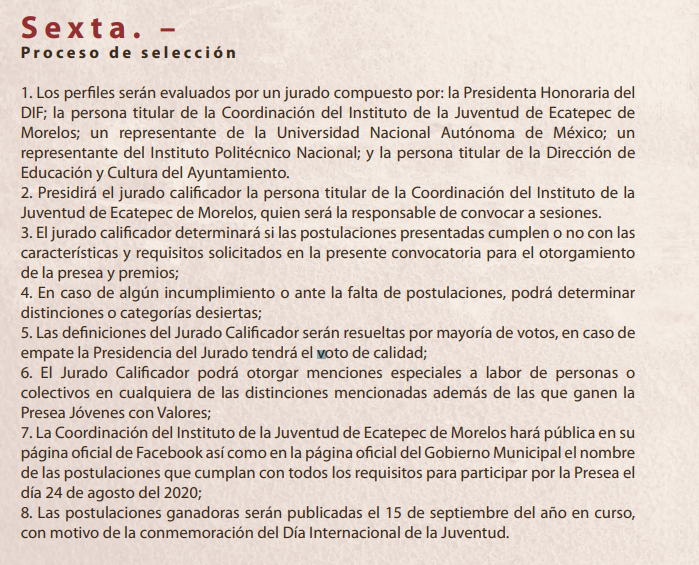 Sexta. –
Proceso de selección
1. Los perfiles serán evaluados por un jurado compuesto por: la Presidenta Honoraria del
DIF; la persona titular de la Coordinación del Instituto de la Juventud de Ecatepec de
Morelos; un representante de la Universidad Nacional Autónoma de México; un
representante del Instituto Politécnico Nacional; y la persona titular de la Dirección de
Educación y Cultura del Ayuntamiento.
2. Presidirá el jurado calificador la persona titular de la Coordinación del Instituto de la
Juventud de Ecatepec de Morelos, quien será la responsable de convocar a sesiones.
3. El jurado calificador determinará si las postulaciones presentadas cumplen o no con las
características y requisitos solicitados en la presente convocatoria para el otorgamiento
de la presea y premios;
4. En caso de algún incumplimiento o ante la falta de postulaciones, podrá determinar
distinciones o categorías desiertas;
5. Las definiciones del Jurado Calificador serán resueltas por mayoría de votos, en caso de
empate la Presidencia del Jurado tendrá el voto de calidad;
6. El Jurado Calificador podrá otorgar menciones especiales a labor de personas o
colectivos en cualquiera de las distinciones mencionadas además de las que ganen la
Presea Jóvenes con Valores;
7. La Coordinación del Instituto de la Juventud de Ecatepec de Morelos hará pública en su
página oficial de Facebook así como en la página oficial del Gobierno Municipal el nombre
de las postulaciones que cumplan con todos los requisitos para participar por la Presea el
día 24 de agosto del 2020;
8. Las postulaciones ganadoras serán publicadas el 15 de septiembre del año en curso,
con motivo de la conmemoración del Día Internacional de la Juventud.